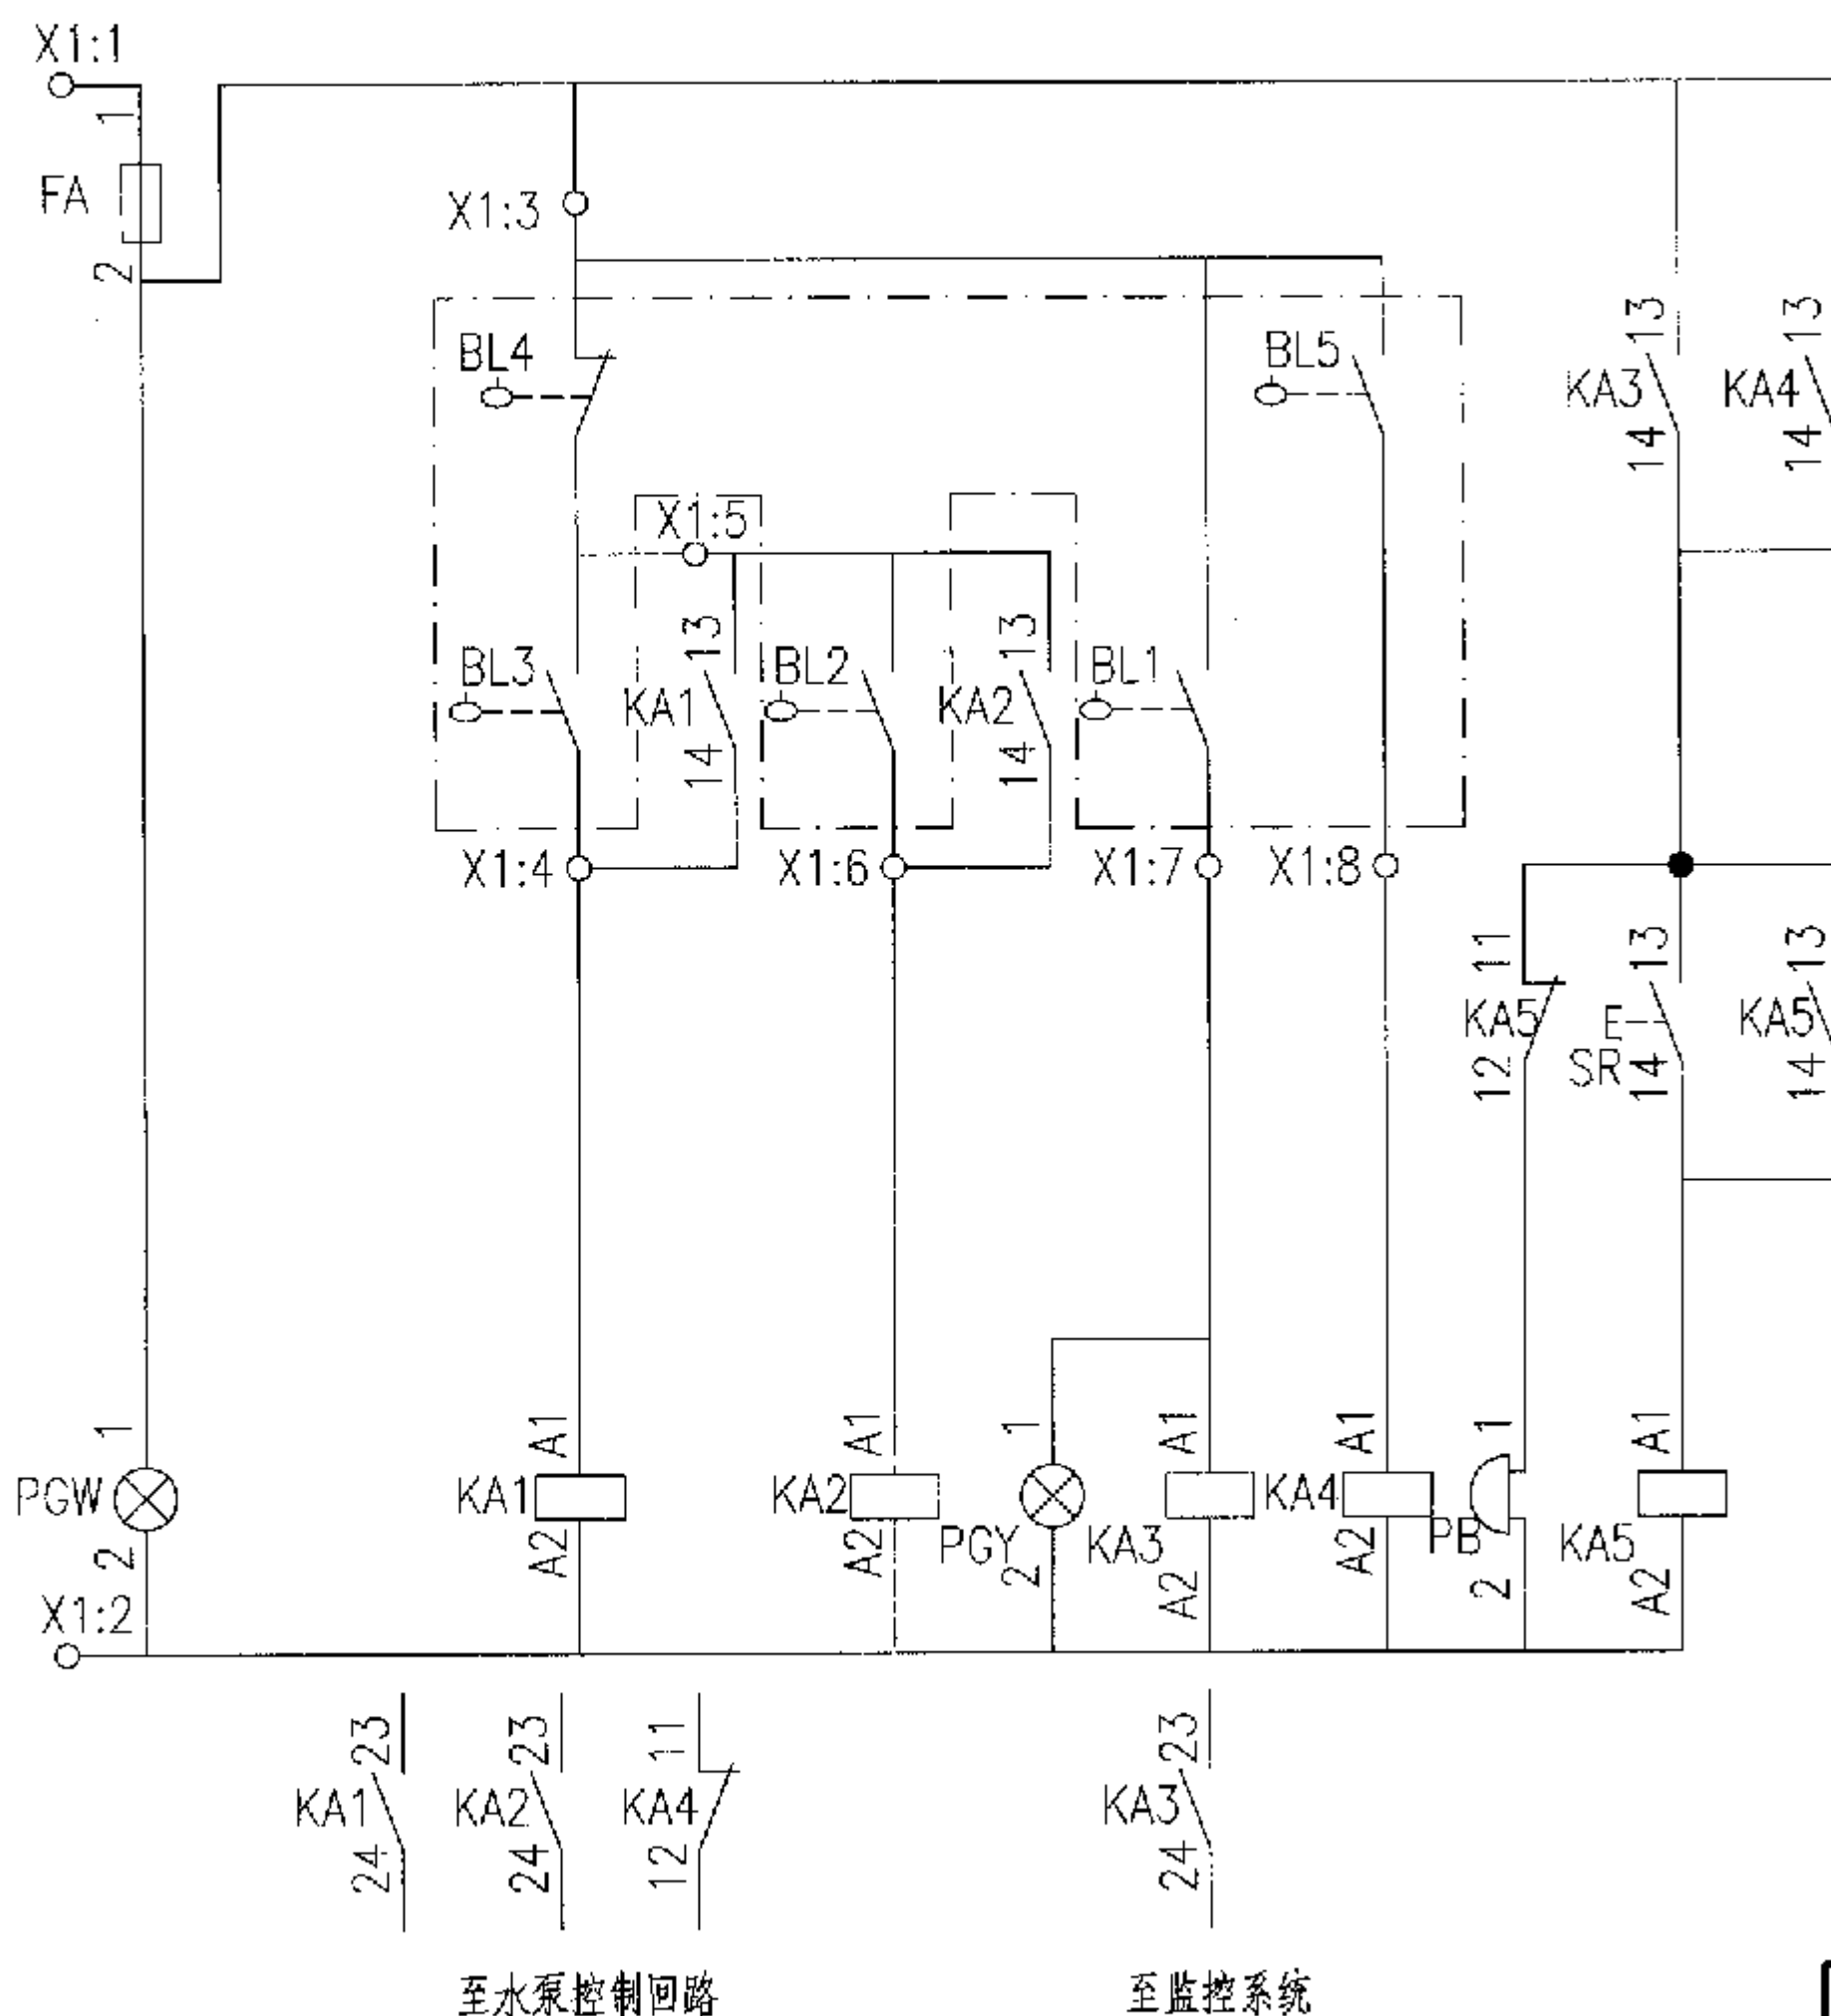 X1:1
1
FA
2
X1:3
BL4
BL5
13
KA3
14
13
KA4
14
X1:5
BL3
13
KA1
14
BL2
13
KA2
14
BL1
X1:4
X1:6
X1:7
X1:8
11
KA5
12
13
E
SR
14
13
KA5
14
1
PGW
2
A1
KA1
A2
A1
KA2
A2
1
PGY
2
A1
KA3
A2
A1
KA4
A2
1
PB
2
A1
KA5
A2
X1:2
23
KA1
24
23
KA2
24
11
KA4
12
23
KA3
24
至水泵控制回路
至监控系统